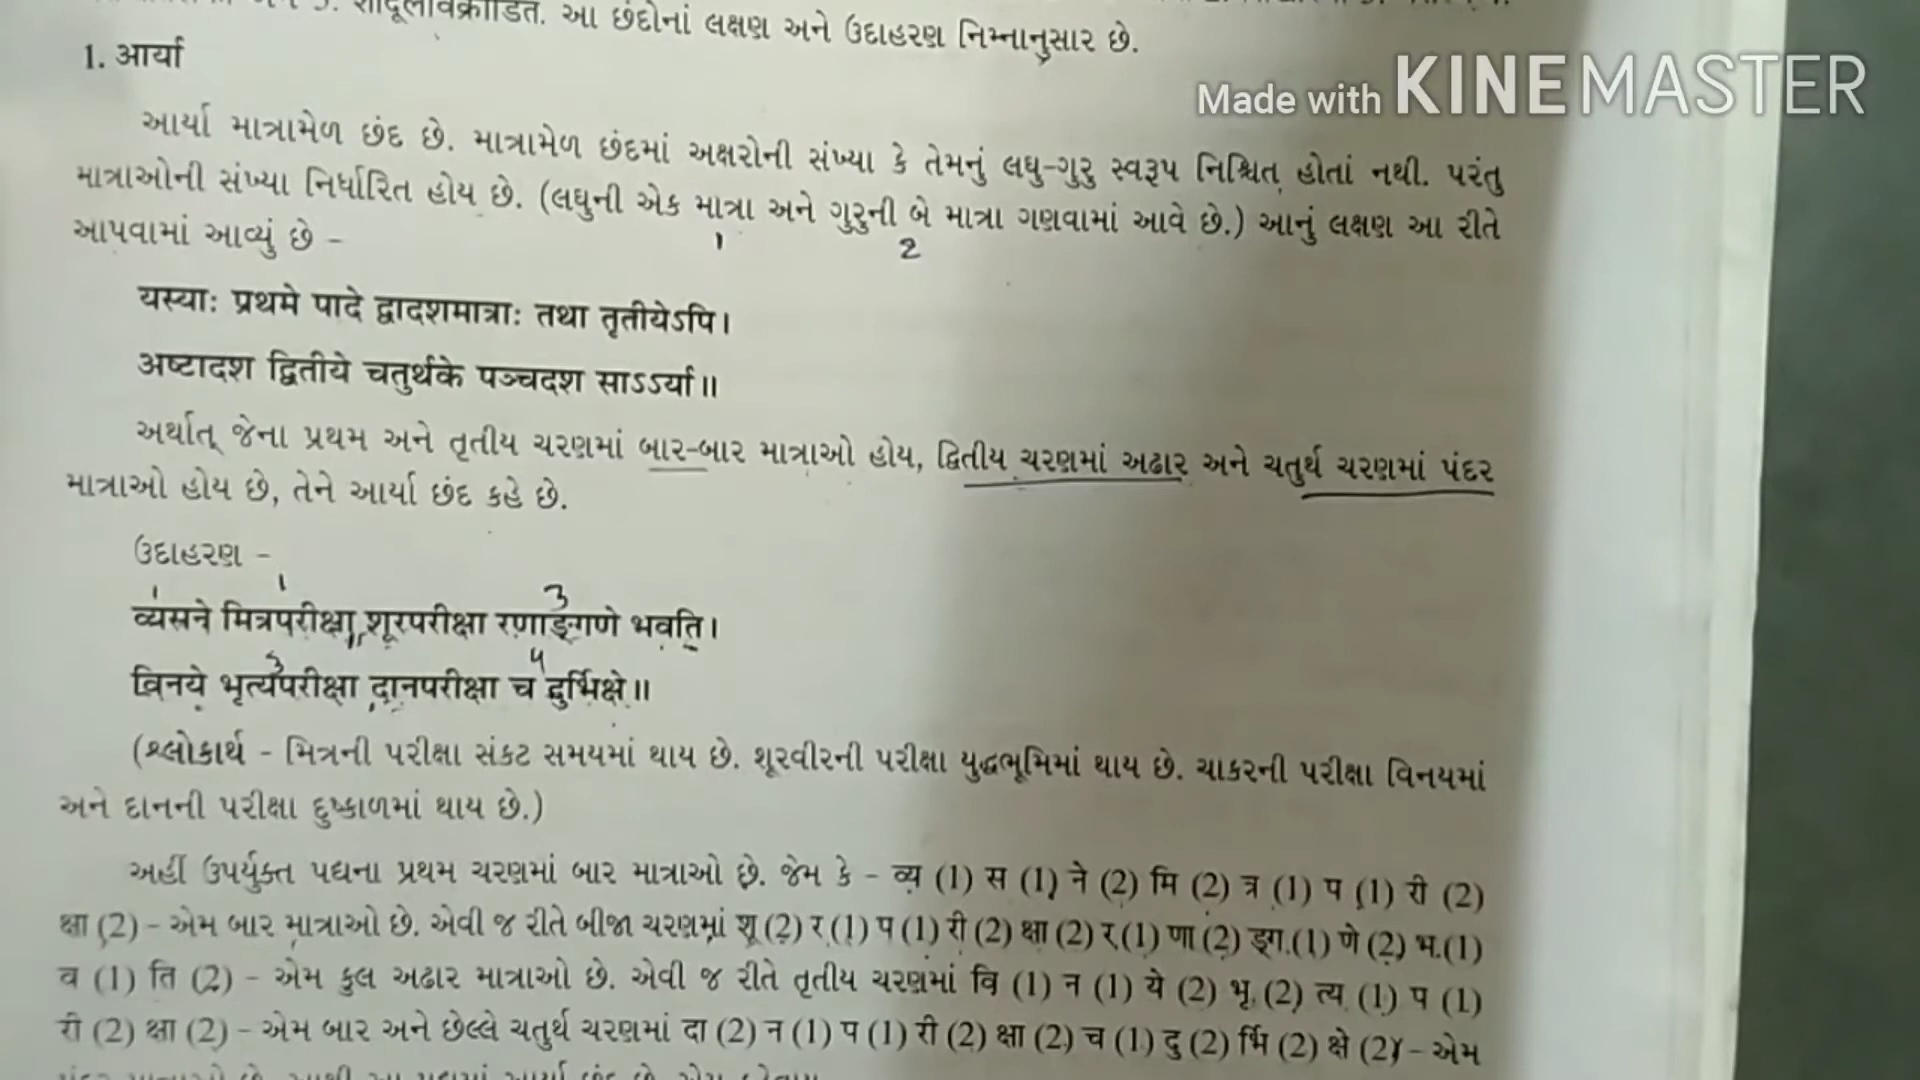 शार्दूलविक्रीडित. આ છંદોનાં લક્ષણ અને ઉદાહરણ નિમ્નાનુસાર છે.
1. आर्या
Made with KINEMASTER
આર્યા માત્રામેળ છંદ છે. માત્રામેળ છંદમાં અક્ષરોની સંખ્યા કે તેમનું લઘુ-ગુરુ સ્વરૂપ નિશ્ચિત હોતાં નથી. પરંતુ
માત્રાઓની સંખ્યા નિર્ધારિત હોય છે. (લઘુની એક માત્રા અને ગુરુની બે માત્રા ગણવામાં આવે છે.) આનું લક્ષણ આ રીતે
આપવામાં આવ્યું છે -
1 2
यस्याः प्रथमे पादे द्वादशमात्राः तथा तृतीयेऽपि।
अष्टादश द्वितीये चतुर्थके पञ्चदश साऽऽर्या॥
અર્થાત્ જેના પ્રથમ અને તૃતીય ચરણમાં બાર-બાર માત્રાઓ હોય, દ્વિતીય ચરણમાં અઢાર અને ચતુર્થ ચરણમાં પંદર
માત્રાઓ હોય છે, તેને આર્યા છંદ કહે છે.
ઉદાહરણ -
व्यसने मित्रपरीक्षा शूरपरीक्षा रणाङ्गणे भवति।
विनये भृत्यपरीक्षा दानपरीक्षा च दुर्भिक्षे॥
(શ્લોકાર્થ - મિત્રની પરીક્ષા સંકટ સમયમાં થાય છે. શૂરવીરની પરીક્ષા યુદ્ધભૂમિમાં થાય છે. ચાકરની પરીક્ષા વિનયમાં
અને દાનની પરીક્ષા દુષ્કાળમાં થાય છે.)
અહીં ઉપર્યુક્ત પદ્યના પ્રથમ ચરણમાં બાર માત્રાઓ છે. જેમ કે - व्य (1) स (1) ने (2) मि (2) त्र (1) प (1) री (2)
क्षा (2) - એમ બાર માત્રાઓ છે. એવી જ રીતે બીજા ચરણમાં शू (2) र (1) प (1) री (2) क्षा (2) र (1) णा (2) ङ्ग (1) णे (2) भ (1)
व (1) ति (2) - એમ કુલ અઢાર માત્રાઓ છે. એવી જ રીતે તૃતીય ચરણમાં वि (1) न (1) ये (2) भृ (2) त्य (1) प (1)
री (2) क्षा (2) - એમ બાર અને છેલ્લે ચતુર્થ ચરણમાં दा (2) न (1) प (1) री (2) क्षा (2) च (1) दु (2) र्भि (2) क्षे (2) - એમ